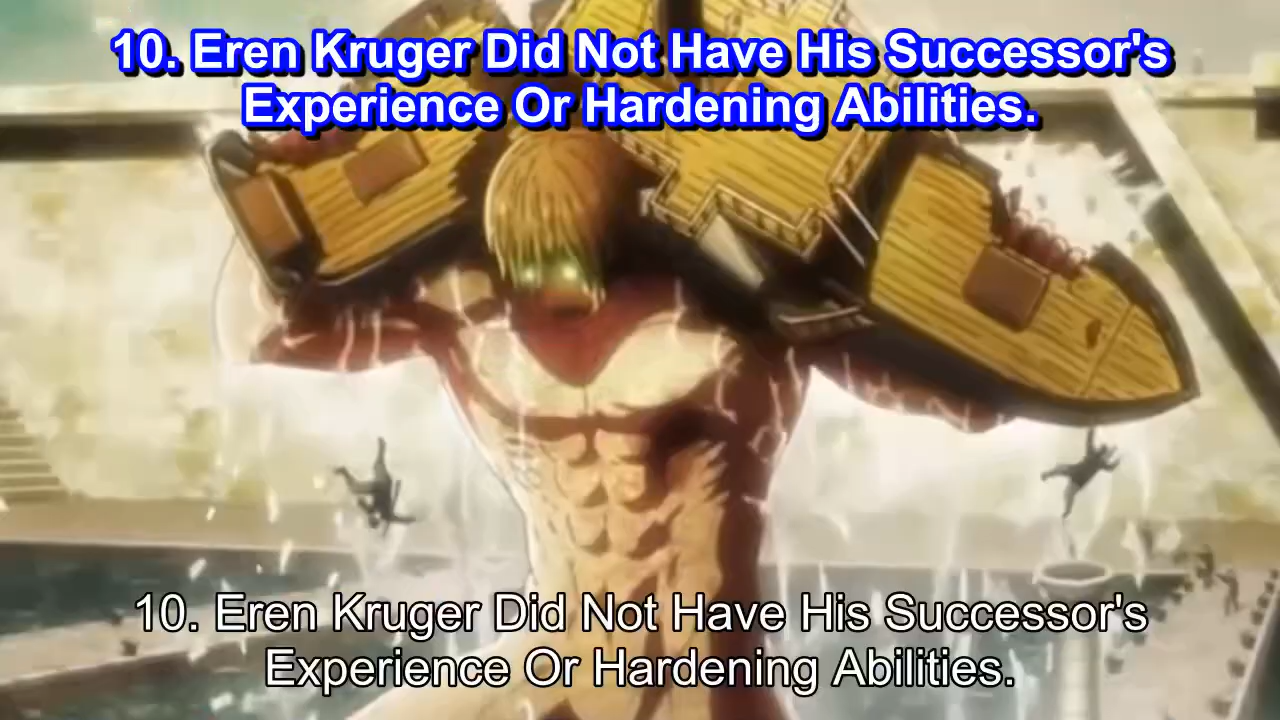 10. Eren Kruger Did Not Have His Successor's
Experience Or Hardening Abilities.
10. Eren Kruger Did Not Have His Successor's
Experience Or Hardening Abilities.